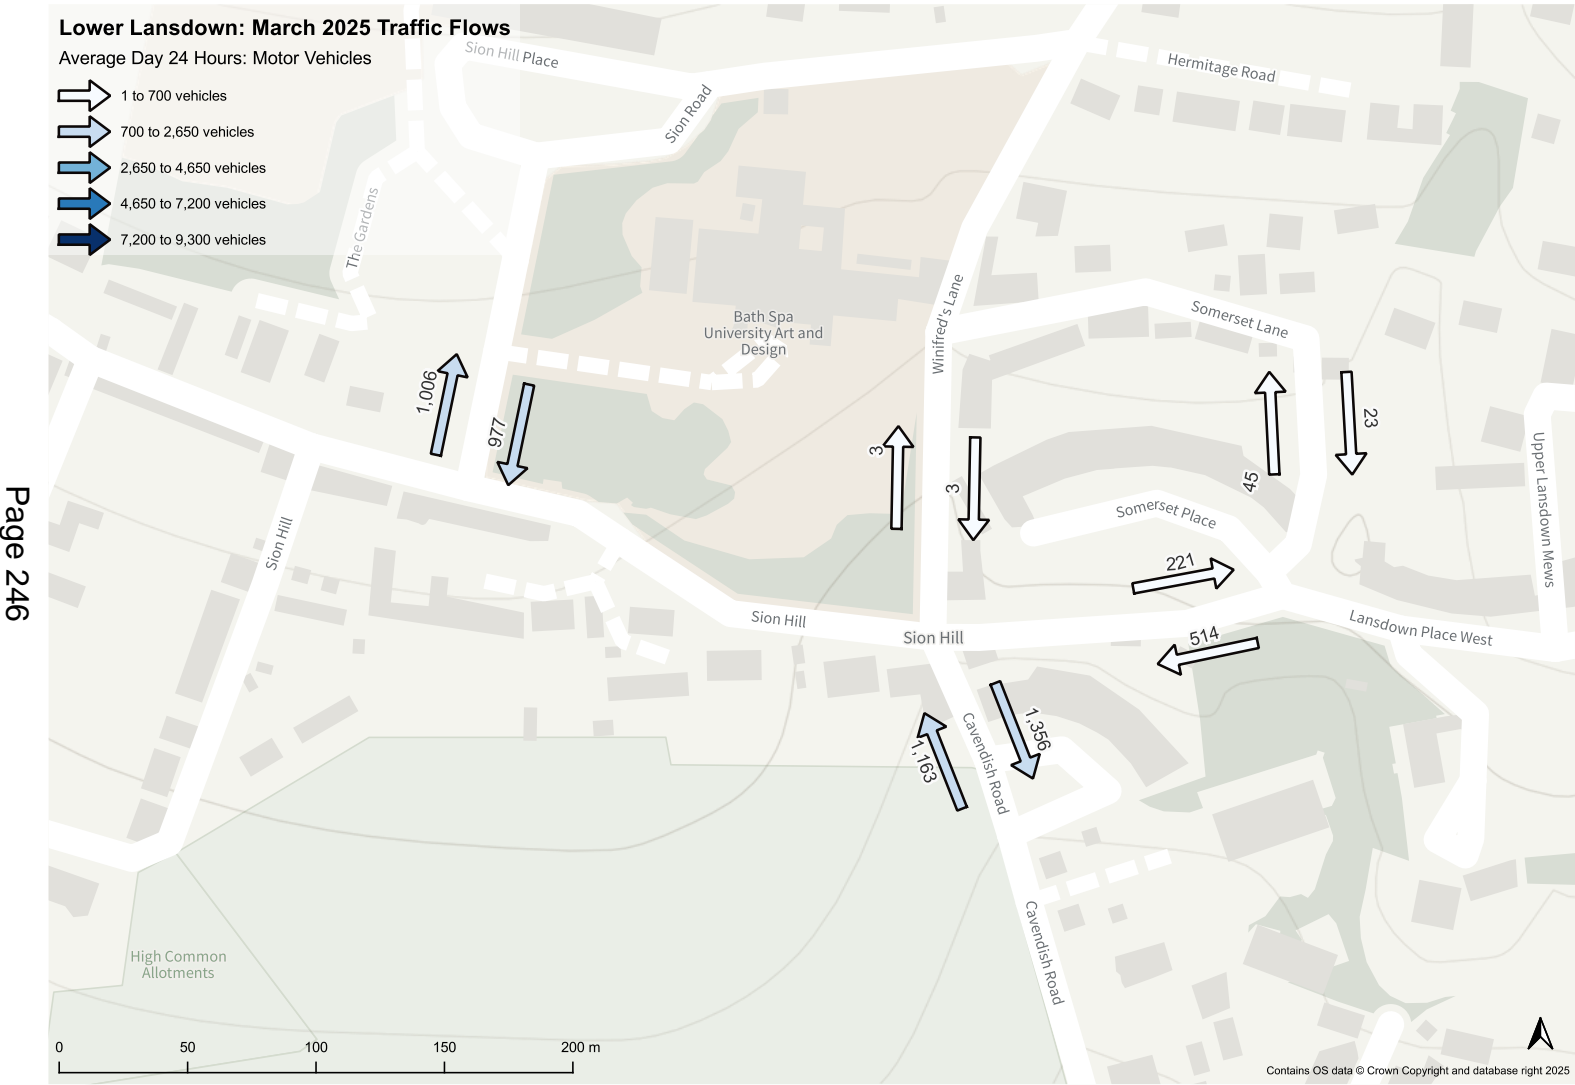 Lower Lansdown: March 2025 Traffic Flows
Average Day 24 Hours: Motor Vehicles
1 to 700 vehicles
700 to 2,650 vehicles
2,650 to 4,650 vehicles
4,650 to 7,200 vehicles
7,200 to 9,300 vehicles
Sion Hill Place
Sion Road
Hermitage Road
The Gardens
Winifred's Lane
Somerset Lane
Bath Spa
University Art and
Design
1,006
977
3
3
45
23
Upper Lansdown Mews
Somerset Place
Sion Hill
221
Sion Hill
Sion Hill
514
Lansdown Place West
1,163
Cavendish Road
1,356
Cavendish Road
High Common
Allotments
0
50
100
150
200 m
Contains OS data © Crown Copyright and database right 2025
Page 246